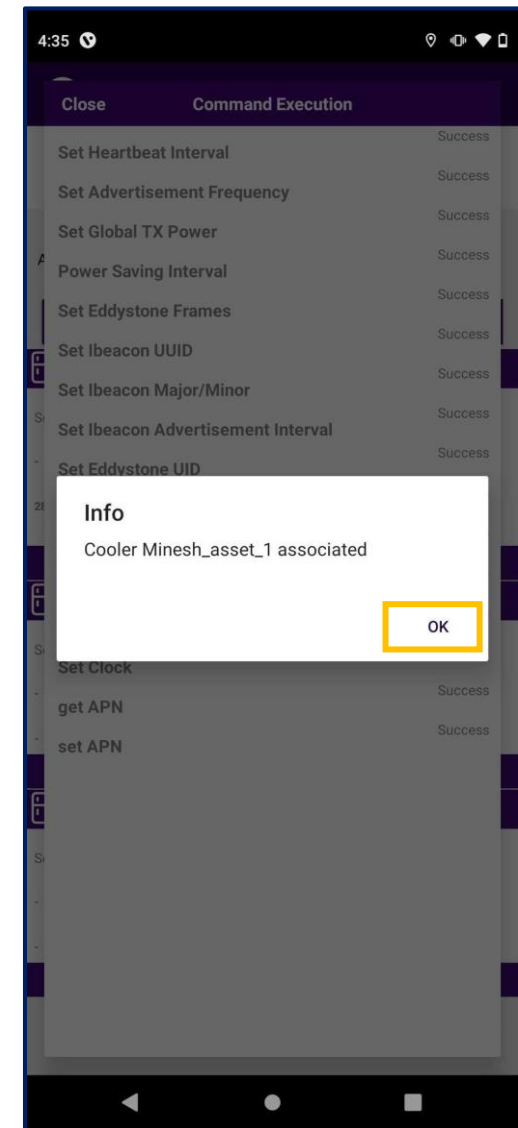 4:35
Close Command Execution
Set Heartbeat Interval Success
Set Advertisement Frequency Success
Set Global TX Power Success
Power Saving Interval Success
Set Eddystone Frames Success
Set Ibeacon UUID Success
Set Ibeacon Major/Minor Success
Set Ibeacon Advertisement Interval Success
Set Eddystone UID Success
Info
Cooler Minesh_asset_1 associated
OK
Set Clock
get APN Success
set APN Success